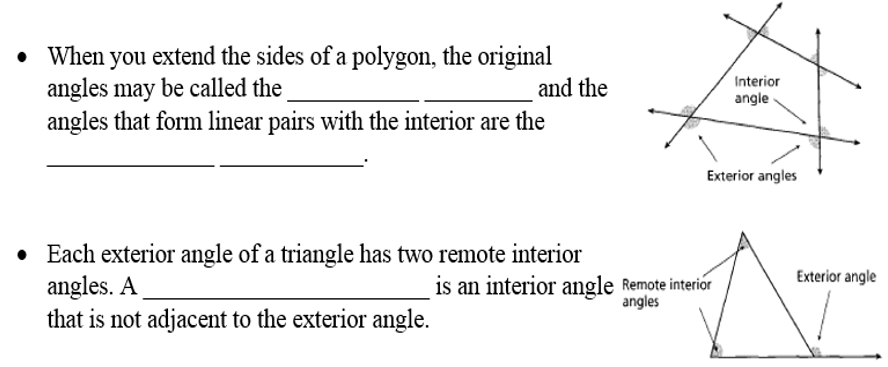 • When you extend the sides of a polygon, the original
angles may be called the ____________ __________ and the
angles that form linear pairs with the interior are the
_______________ _____________.
Interior
angle
Exterior angles
• Each exterior angle of a triangle has two remote interior
angles. A __________________________ is an interior angle
that is not adjacent to the exterior angle.
Remote interior
angles
Exterior angle